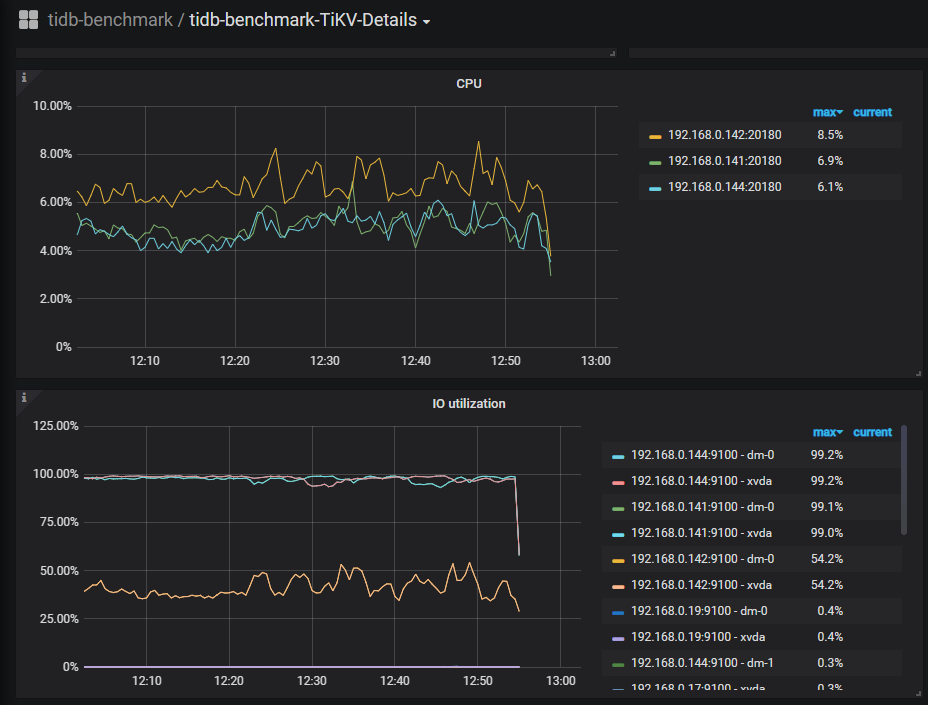 tidb-benchmark / tidb-benchmark-TiKV-Details
i
CPU
10.00%
8.00%
6.00%
4.00%
2.00%
0%
12:10 12:20 12:30 12:40 12:50 13:00
max current
192.168.0.142:20180 8.5%
192.168.0.141:20180 6.9%
192.168.0.144:20180 6.1%
i
IO utilization
125.00%
100.00%
75.00%
50.00%
25.00%
0%
12:10 12:20 12:30 12:40 12:50 13:00
max current
192.168.0.144:9100 - dm-0 99.2%
192.168.0.144:9100 - xvda 99.2%
192.168.0.141:9100 - dm-0 99.1%
192.168.0.141:9100 - xvda 99.0%
192.168.0.142:9100 - dm-0 54.2%
192.168.0.142:9100 - xvda 54.2%
192.168.0.19:9100 - dm-0 0.4%
192.168.0.19:9100 - xvda 0.4%
192.168.0.144:9100 - dm-1 0.3%
192.168.0.17:9100 - xvda 0.3%